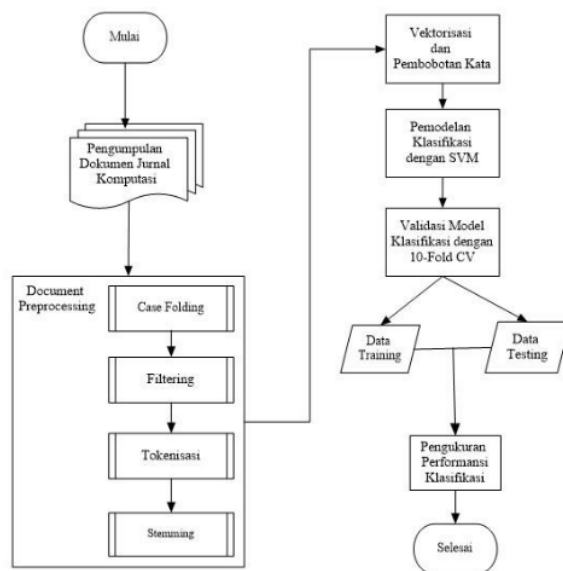 Mulai
Pengumpulan
Dokumen Jurnal
Komputasi
Document
Preprocessing
Case Folding
Filtering
Tokenisasi
Stemming
Vektorisasi
dan
Pembobotan Kata
Pemodelan
Klasifikasi
dengan SVM
Validasi Model
Klasifikasi dengan
10-Fold CV
Data
Training
Data
Testing
Pengukuran
Performansi
Klasifikasi
Selesai